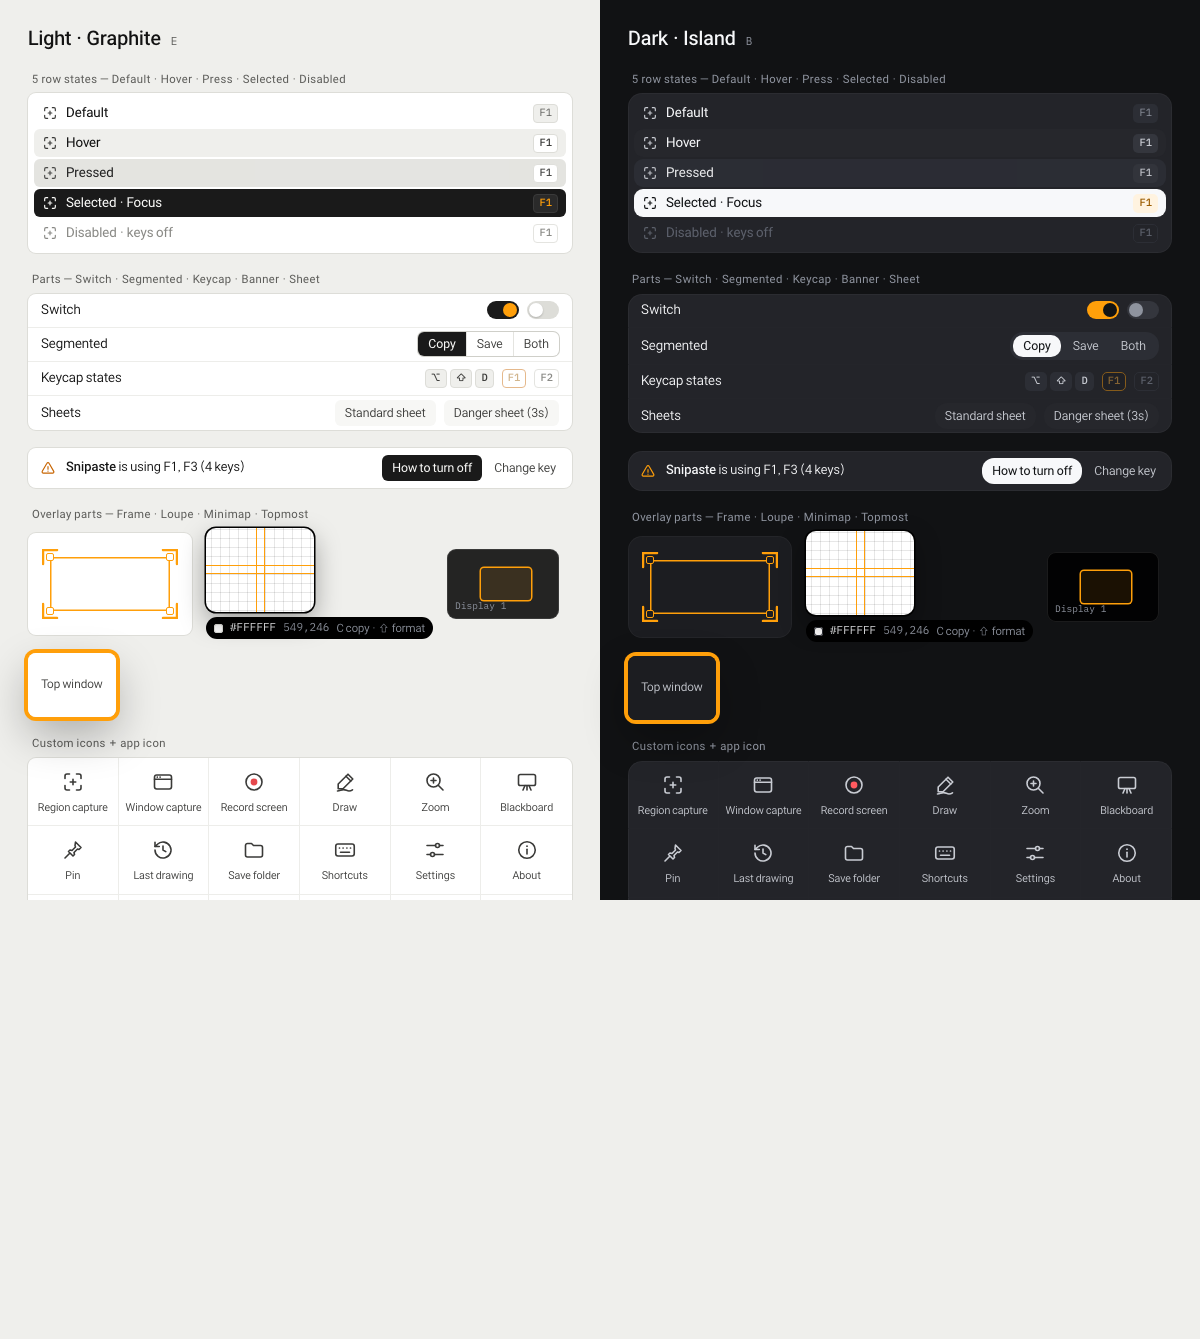 Light · Graphite E
5 row states — Default · Hover · Press · Selected · Disabled
Default F1
Hover F1
Pressed F1
Selected · Focus F1
Disabled · keys off F1
Parts — Switch · Segmented · Keycap · Banner · Sheet
Switch
Segmented Copy Save Both
Keycap states ⌥ ⇧ D F1 F2
Sheets Standard sheet Danger sheet (3s)
Snipaste is using F1, F3 (4 keys) How to turn off Change key
Overlay parts — Frame · Loupe · Minimap · Topmost
Display 1
#FFFFFF 549,246 C copy · ⇧ format
Top window
Custom icons + app icon
Region capture Window capture Record screen Draw Zoom Blackboard
Pin Last drawing Save folder Shortcuts Settings About
Dark · Island B
5 row states — Default · Hover · Press · Selected · Disabled
Default F1
Hover F1
Pressed F1
Selected · Focus F1
Disabled · keys off F1
Parts — Switch · Segmented · Keycap · Banner · Sheet
Switch
Segmented Copy Save Both
Keycap states ⌥ ⇧ D F1 F2
Sheets Standard sheet Danger sheet (3s)
Snipaste is using F1, F3 (4 keys) How to turn off Change key
Overlay parts — Frame · Loupe · Minimap · Topmost
Display 1
#FFFFFF 549,246 C copy · ⇧ format
Top window
Custom icons + app icon
Region capture Window capture Record screen Draw Zoom Blackboard
Pin Last drawing Save folder Shortcuts Settings About